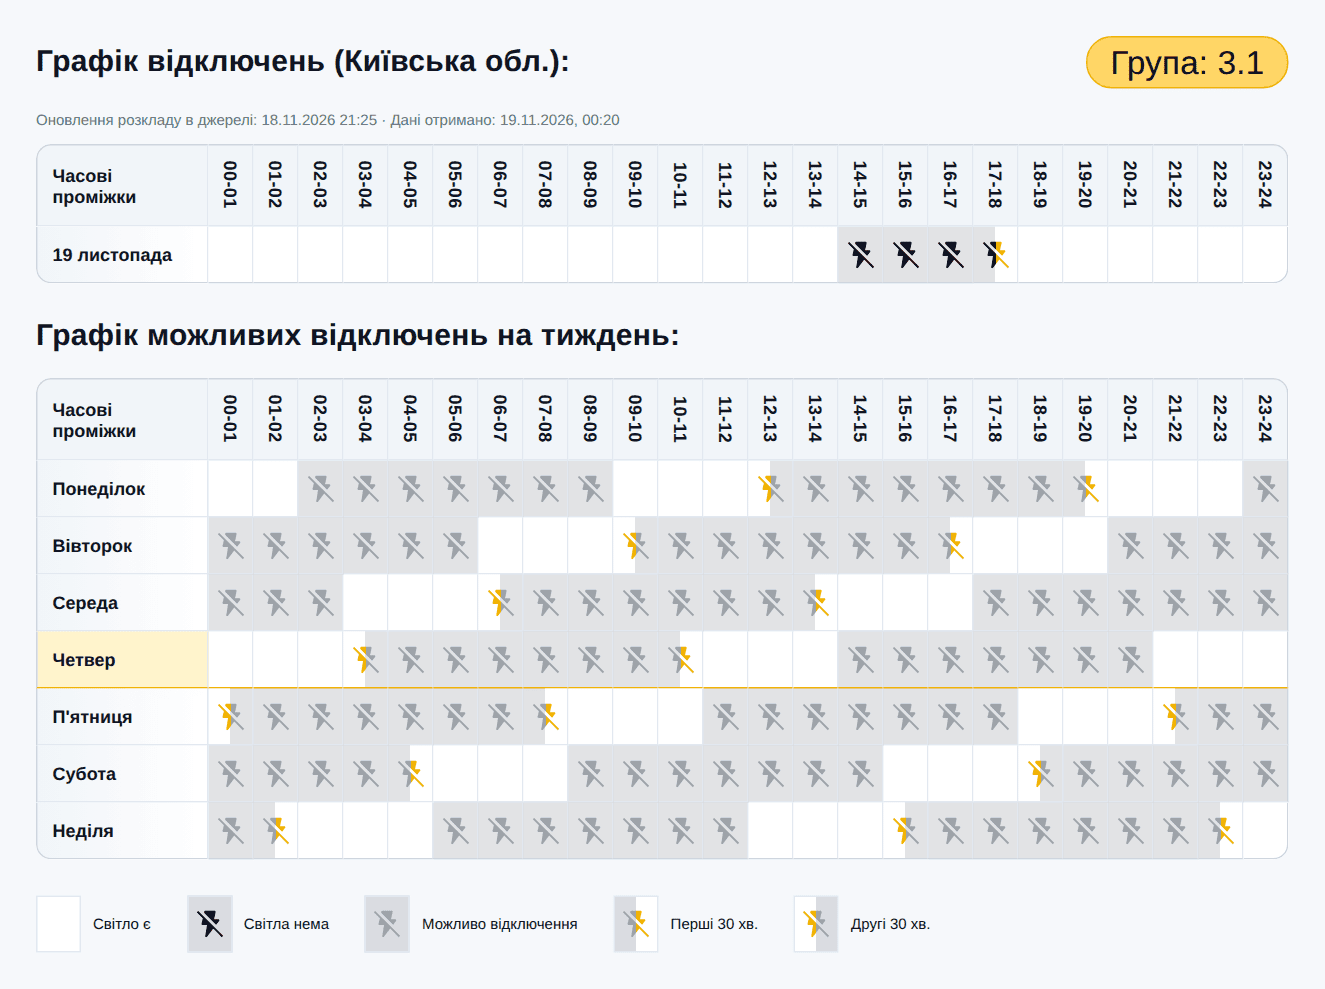 Графік відключень (Київська обл.):
Група: 3.1
Оновлення розкладу в джерелі: 18.11.2026 21:25 · Дані отримано: 19.11.2026, 00:20
Часові проміжки 00-01 01-02 02-03 03-04 04-05 05-06 06-07 07-08 08-09 09-10 10-11 11-12 12-13 13-14 14-15 15-16 16-17 17-18 18-19 19-20 20-21 21-22 22-23 23-24
19 листопада
Графік можливих відключень на тиждень:
Часові проміжки 00-01 01-02 02-03 03-04 04-05 05-06 06-07 07-08 08-09 09-10 10-11 11-12 12-13 13-14 14-15 15-16 16-17 17-18 18-19 19-20 20-21 21-22 22-23 23-24
Понеділок
Вівторок
Середа
Четвер
П'ятниця
Субота
Неділя
Світло є Світла нема Можливо відключення Перші 30 хв. Другі 30 хв.